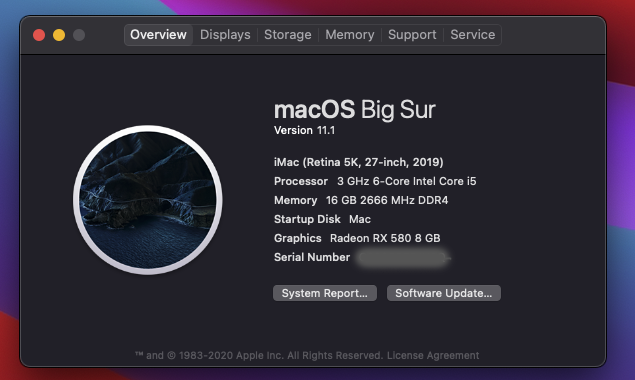 Overview Displays Storage Memory Support Service
macOS Big Sur
Version 11.1
iMac (Retina 5K, 27-inch, 2019)
Processor 3 GHz 6-Core Intel Core i5
Memory 16 GB 2666 MHz DDR4
Startup Disk Mac
Graphics Radeon RX 580 8 GB
Serial Number
System Report... Software Update...
™ and © 1983-2020 Apple Inc. All Rights Reserved. License Agreement